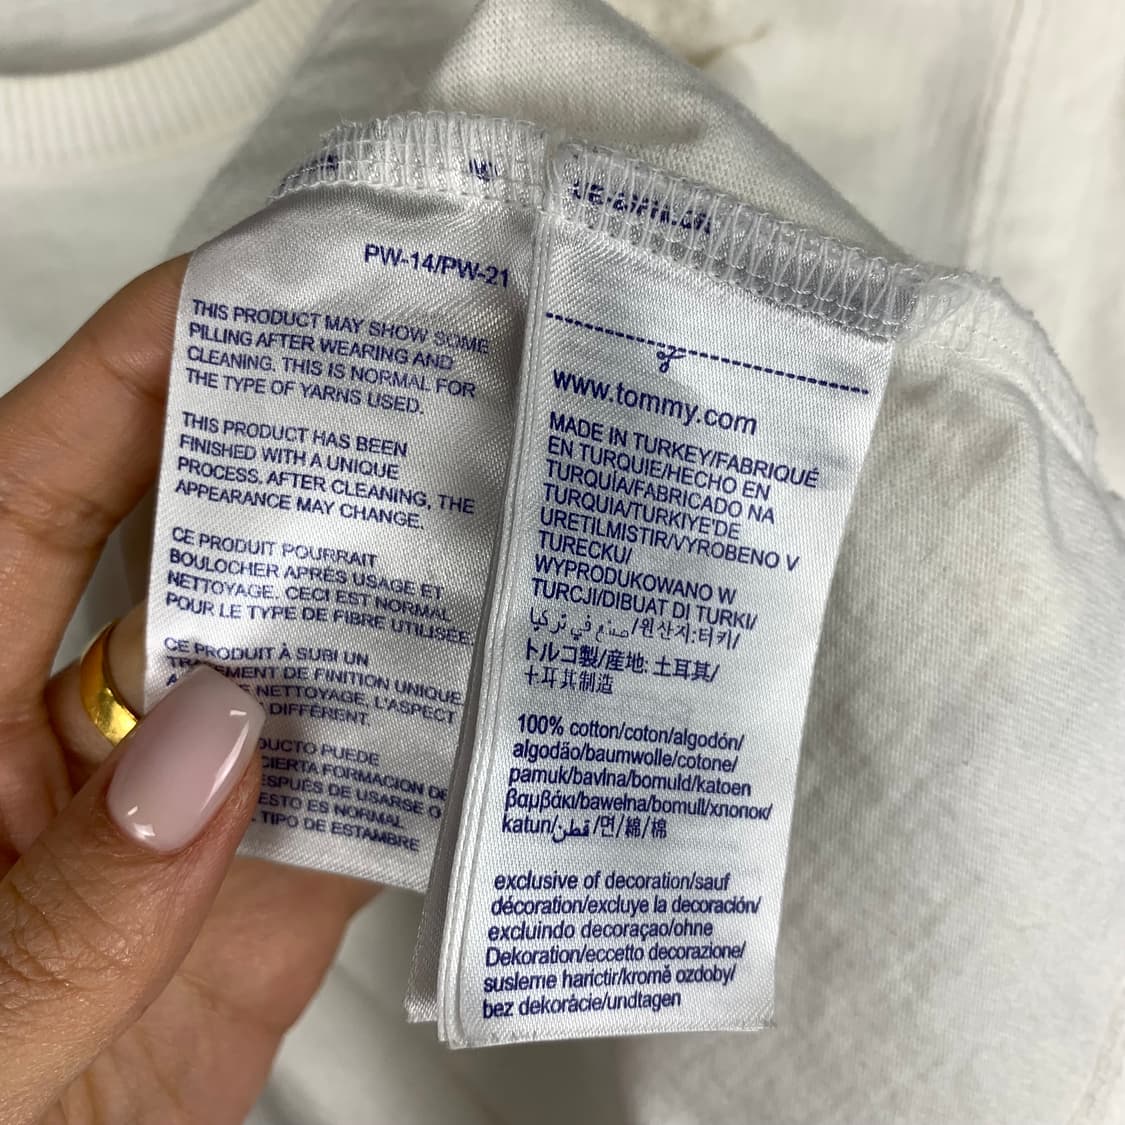 PW-14/PW-21
THIS PRODUCT MAY SHOW SOME
PILLING AFTER WEARING AND
CLEANING. THIS IS NORMAL FOR
THE TYPE OF YARNS USED.
THIS PRODUCT HAS BEEN
FINISHED WITH A UNIQUE
PROCESS. AFTER CLEANING, THE
APPEARANCE MAY CHANGE.
CE PRODUIT POURRAIT
BOULOCHER APRÈS USAGE ET
NETTOYAGE. CECI EST NORMAL
POUR LE TYPE DE FIBRE UTILISÉE.
CE PRODUIT À SUBI UN
DE FINITION UNIQUE.
NETTOYAGE, L'ASPECT
DIFFÉRENT.
PUEDE
CIERTA FORMACION DE
DE USARSE O
ESTO ES NORMAL
TIPO DE ESTAMBRE
www.tommy.com
MADE IN TURKEY/FABRIQUÉ
EN TURQUIE/HECHO EN
TURQUÍA/FABRICADO NA
TURQUIA/TURKIYE'DE
URETILMISTIR/VYROBENO V
TURECKU/
WYPRODUKOWANO W
TURCJI/DIBUAT DI TURKI/
صنع في تركيا/원산지:터키/
トルコ製/産地: 土耳其/
土耳其制造
100% cotton/coton/algodón/
algodão/baumwolle/cotone/
pamuk/bavlna/bomuld/katoen
βαμβάκι/bawełna/bomull/хлопок/
katun/قطن/면/綿/棉
exclusive of decoration/sauf
décoration/excluye la decoración/
excluindo decoraçao/ohne
Dekoration/eccetto decorazione/
susleme harictir/kromě ozdoby/
bez dekorácie/undtagen